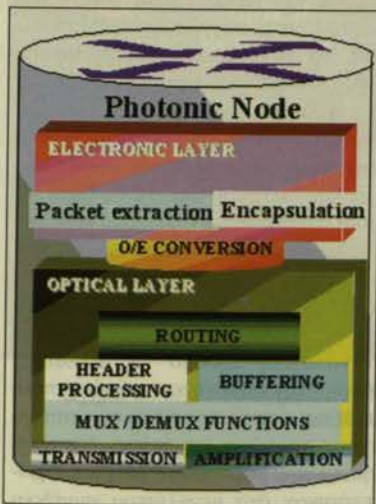 Photonic Node
ELECTRONIC LAYER
Packet extraction Encapsulation
O/E CONVERSION
OPTICAL LAYER
ROUTING
HEADER PROCESSING
BUFFERING
MUX/DEMUX FUNCTIONS
TRANSMISSION AMPLIFICATION